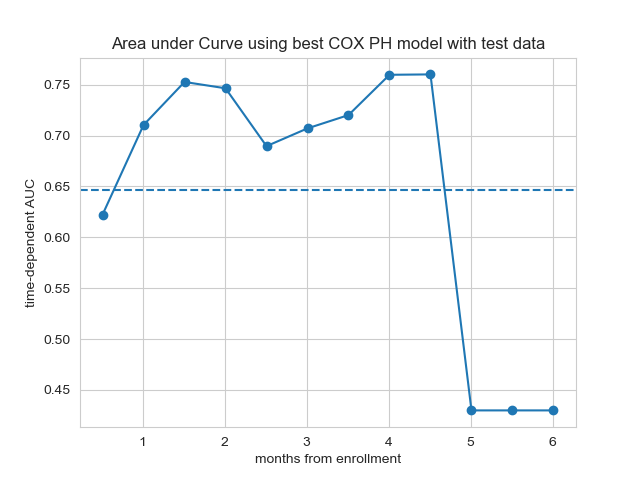 Area under Curve using best COX PH model with test data
time-dependent AUC
0.75
0.70
0.65
0.60
0.55
0.50
0.45
1 2 3 4 5 6
months from enrollment